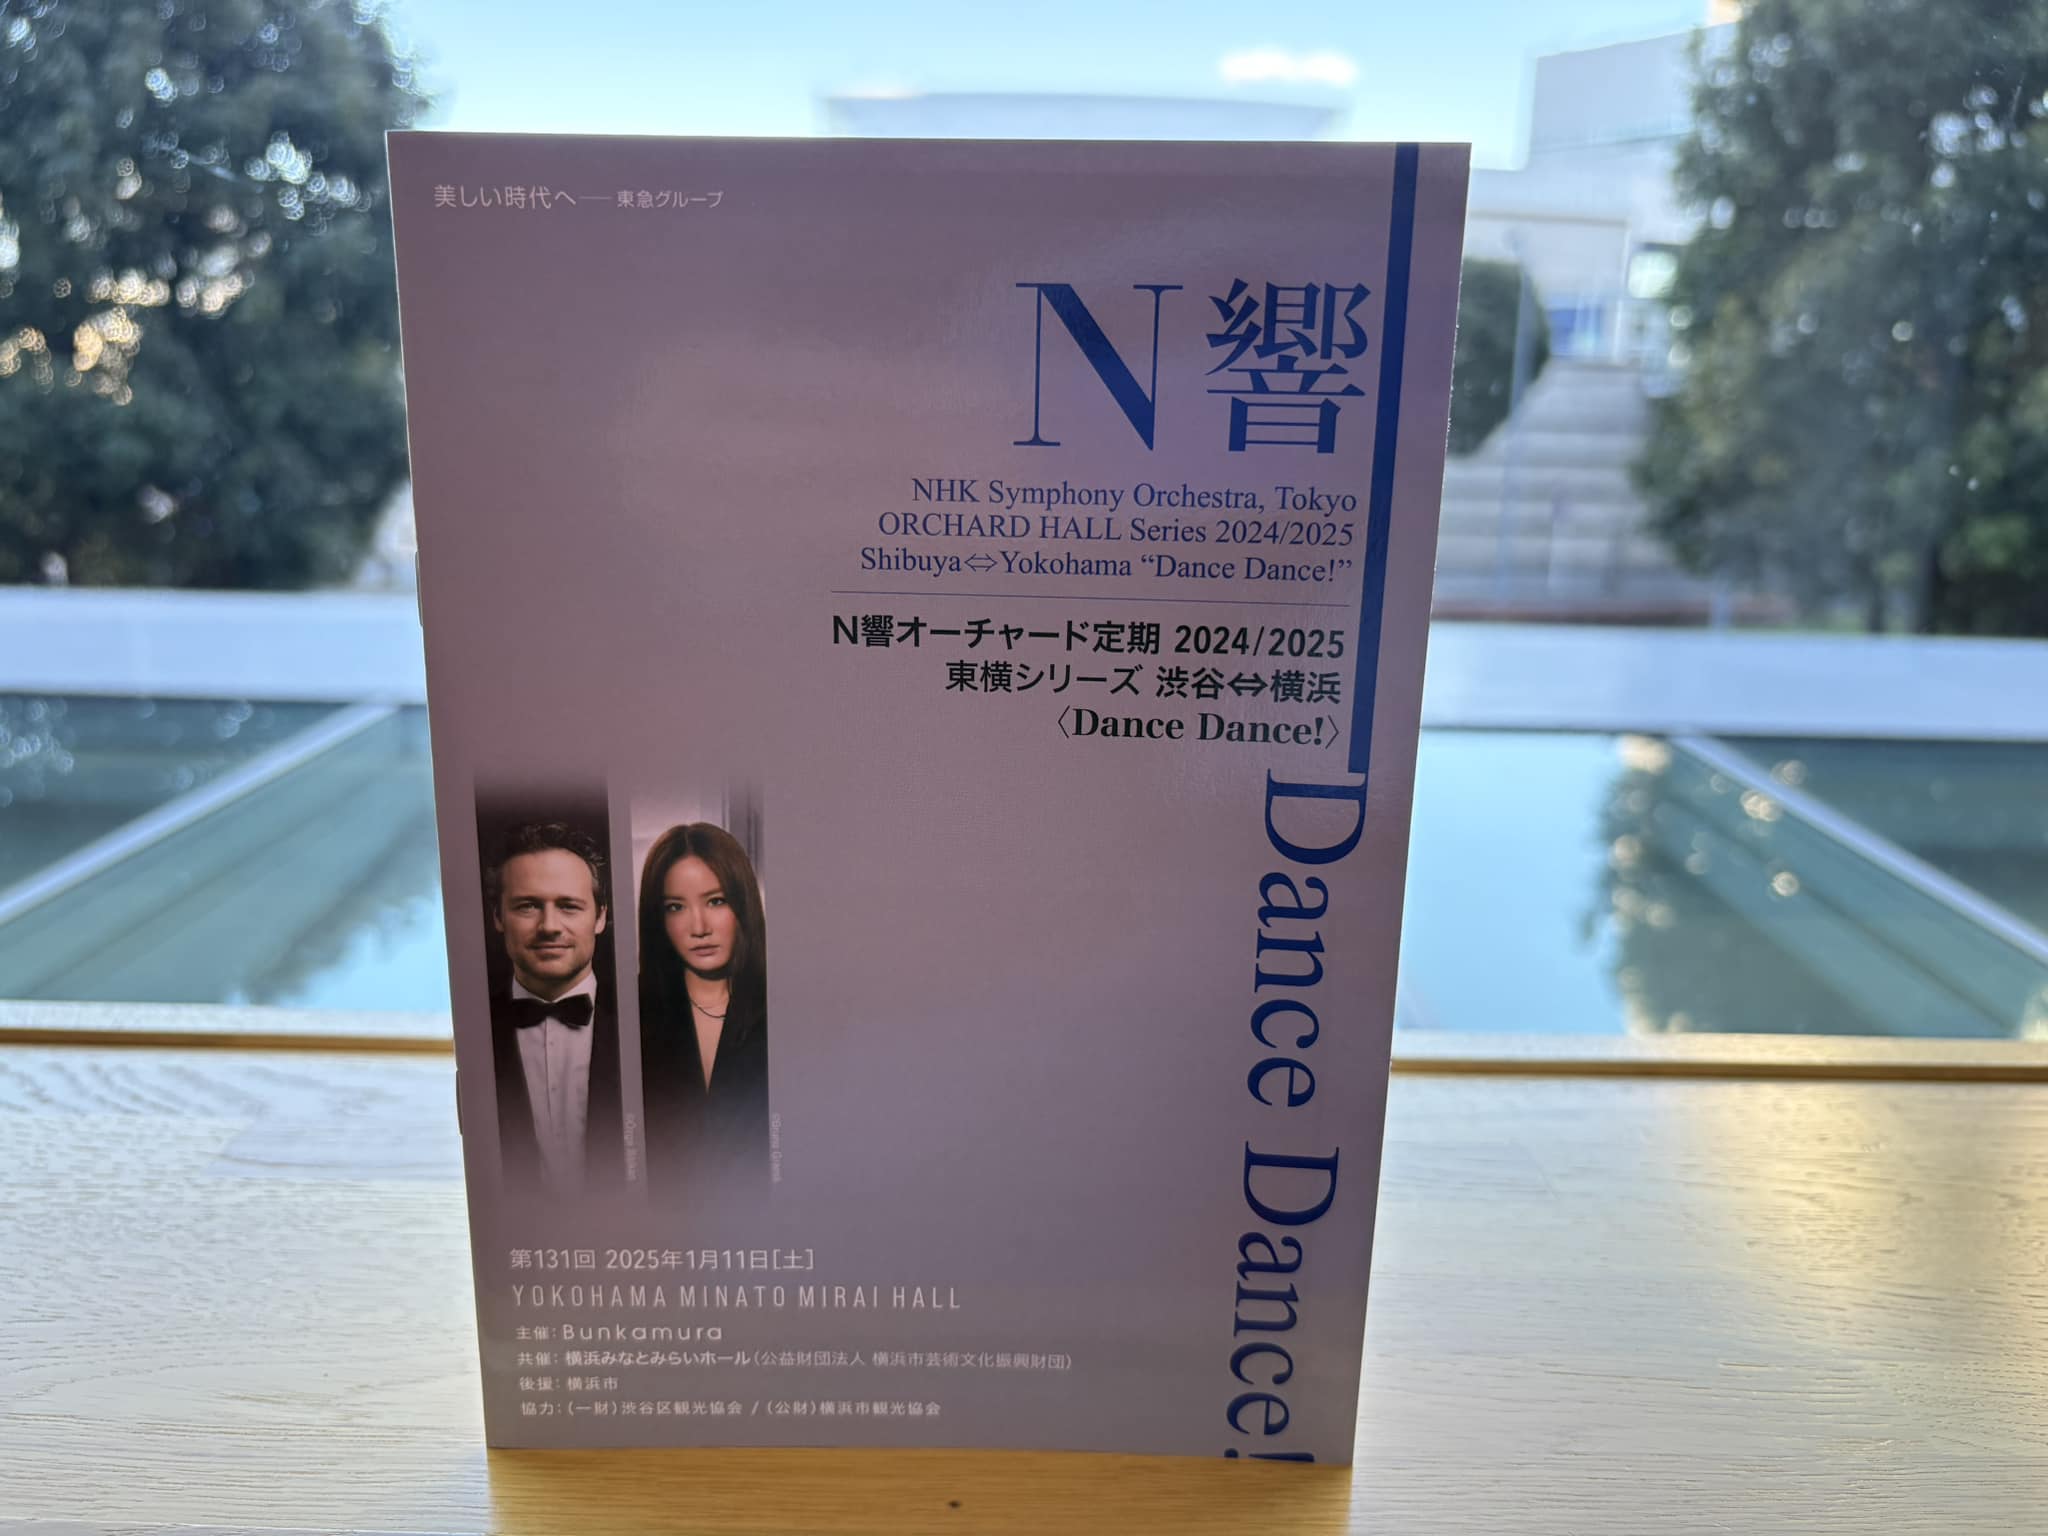 美しい時代へ──東急グループ
N響
NHK Symphony Orchestra, Tokyo
ORCHARD HALL Series 2024/2025
Shibuya⇔Yokohama “Dance Dance!”
N響オーチャード定期 2024/2025
東横シリーズ 渋谷⇔横浜
〈Dance Dance!〉
Dance Dance!
第131回 2025年1月11日[土]
YOKOHAMA MINATO MIRAI HALL
主催：Bunkamura
共催：横浜みなとみらいホール（公益財団法人 横浜市芸術文化振興財団）
後援：横浜市
協力：（一財）渋谷区観光協会 /（公財）横浜市観光協会